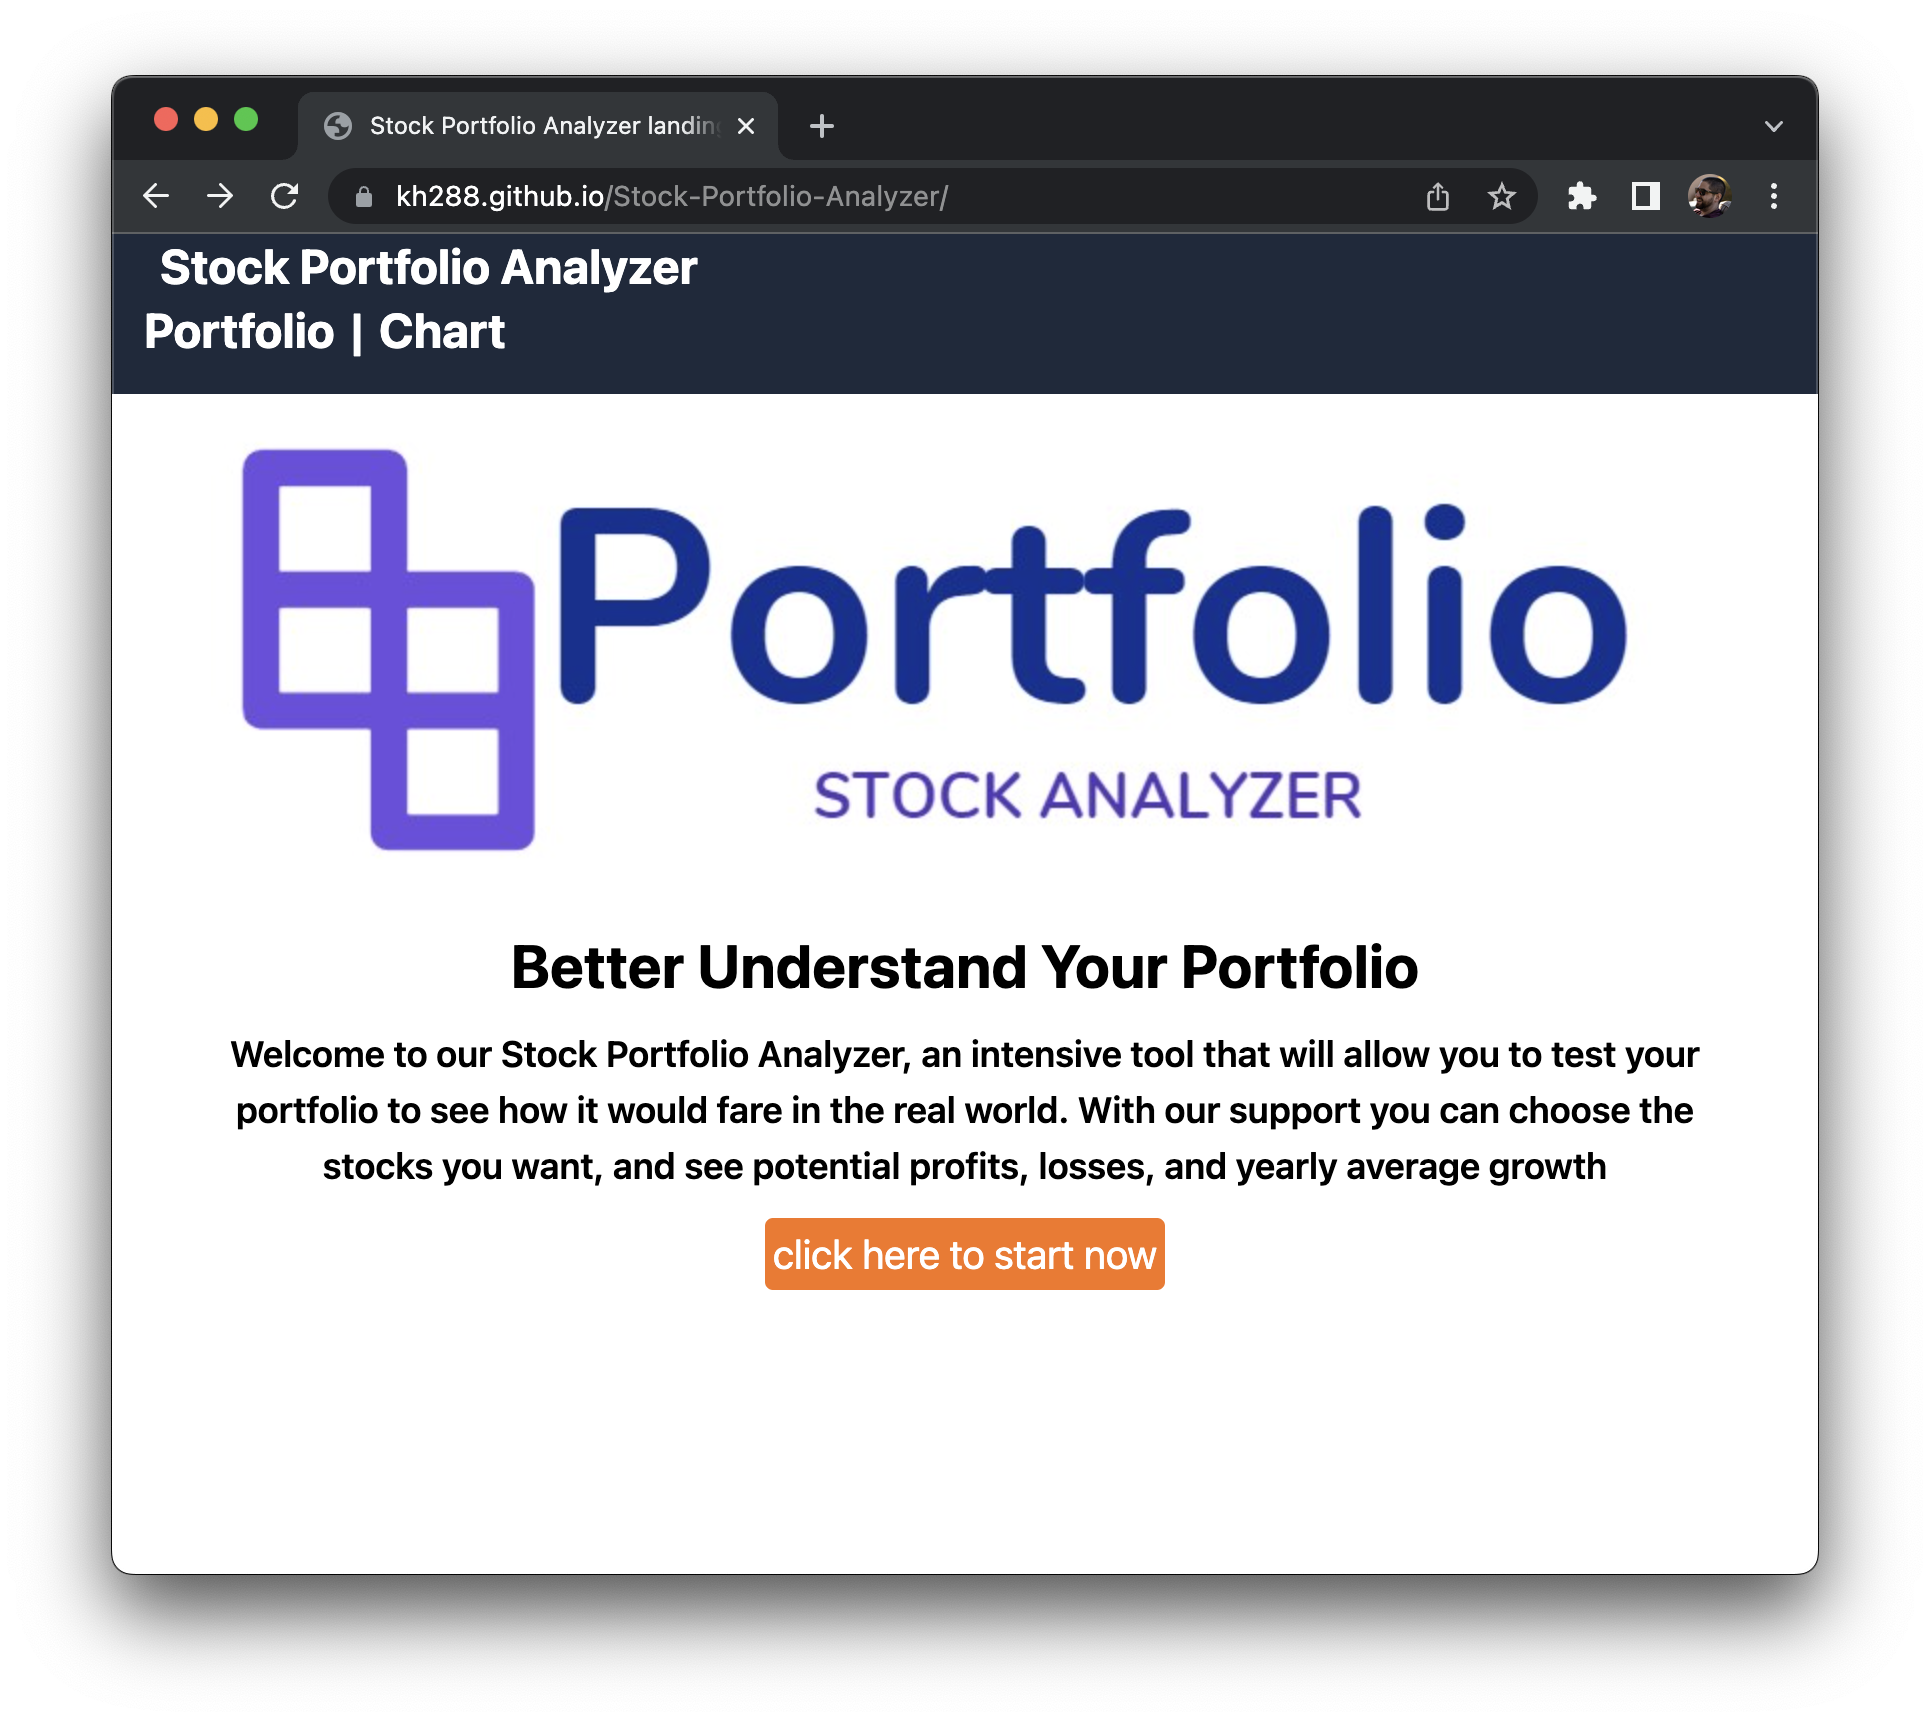 Stock Portfolio Analyzer landing
kh288.github.io/Stock-Portfolio-Analyzer/
Stock Portfolio Analyzer
Portfolio | Chart
Portfolio
STOCK ANALYZER
Better Understand Your Portfolio
Welcome to our Stock Portfolio Analyzer, an intensive tool that will allow you to test your
portfolio to see how it would fare in the real world. With our support you can choose the
stocks you want, and see potential profits, losses, and yearly average growth
click here to start now